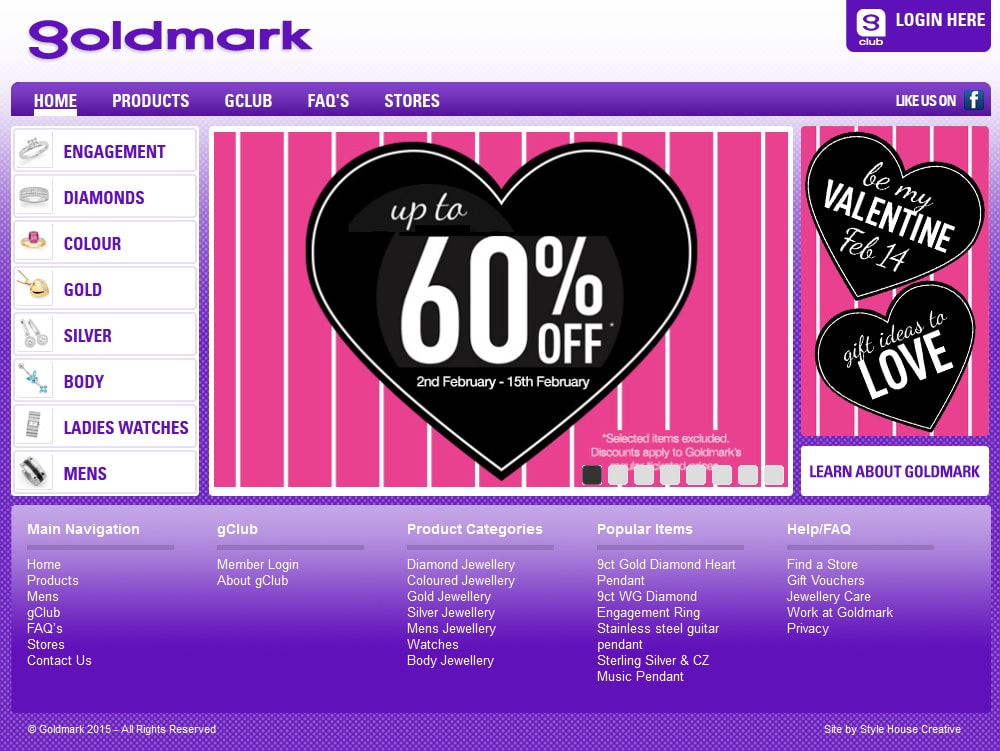 goldmark
g club
LOGIN HERE
HOME PRODUCTS GCLUB FAQ'S STORES
LIKE US ON f
ENGAGEMENT
DIAMONDS
COLOUR
GOLD
SILVER
BODY
LADIES WATCHES
MENS
up to
60% OFF*
2nd February - 15th February
*Selected items excluded.
Discounts apply to Goldmark's
be my
VALENTINE
Feb 14
gift ideas to
LOVE
LEARN ABOUT GOLDMARK
Main Navigation
Home
Products
Mens
gClub
FAQ's
Stores
Contact Us
gClub
Member Login
About gClub
Product Categories
Diamond Jewellery
Coloured Jewellery
Gold Jewellery
Silver Jewellery
Mens Jewellery
Watches
Body Jewellery
Popular Items
9ct Gold Diamond Heart
Pendant
9ct WG Diamond
Engagement Ring
Stainless steel guitar
pendant
Sterling Silver & CZ
Music Pendant
Help/FAQ
Find a Store
Gift Vouchers
Jewellery Care
Work at Goldmark
Privacy
© Goldmark 2015 - All Rights Reserved
Site by Style House Creative